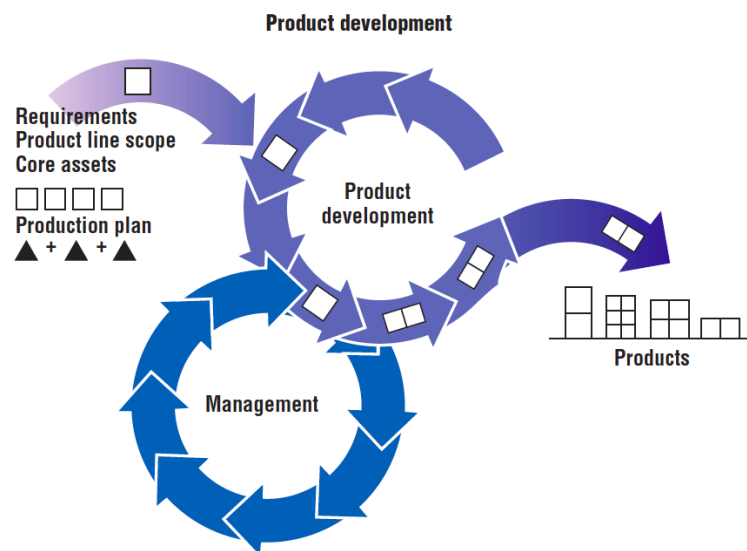 Product development
Requirements
Product line scope
Core assets
Production plan
+ +
Product
development
Management
Products